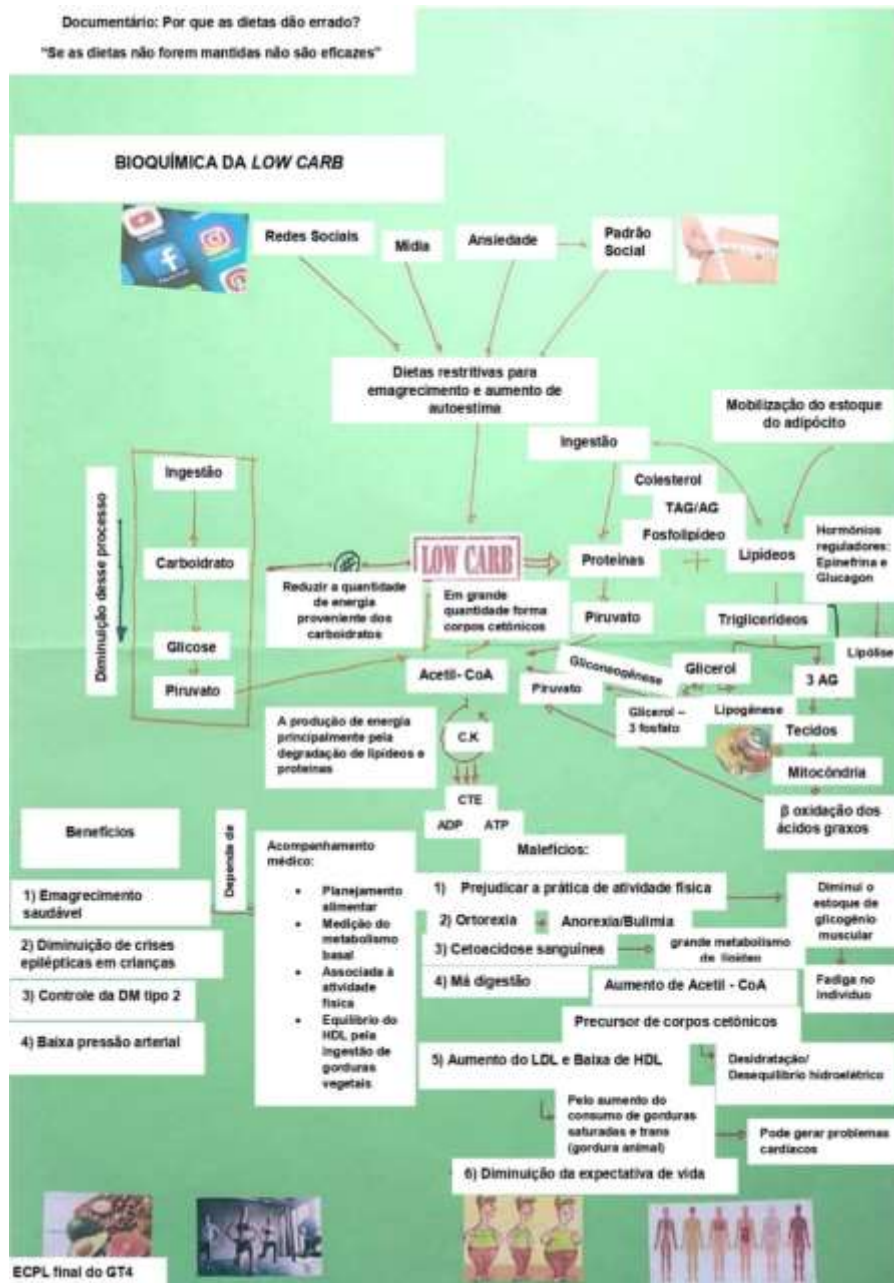 Documentário: Por que as dietas dão errado?
"Se as dietas não forem mantidas não são eficazes"
BIOQUÍMICA DA LOW CARB
Redes Sociais
Mídia
Ansiedade
Padrão
Social
Dietas restritivas para
emagrecimento e aumento de
autoestima
Mobilização do estoque
do adipócito
Ingestão
Ingestão
Colesterol
TAG/AG
Fosfolipídeo
Hormônios
reguladores:
Epinefrina e
Glucagon
Diminuição desse processo
Carboidrato
LOW CARB
Proteínas
Lipídeos
Reduzir a quantidade
de energia
proveniente dos
carboidratos
Em grande
quantidade forma
corpos cetônicos
Piruvato
Triglicerídeos
Glicose
Lipólise
Piruvato
Acetil- CoA
Gliconeogênese
Piruvato
Glicerol
3 AG
Glicerol –
3 fosfato
Lipogênese
Tecidos
A produção de energia
principalmente pela
degradação de lipídeos e
proteínas
C.K
Mitocôndria
CTE
ADP ATP
β oxidação dos
ácidos graxos
Benefícios
Depende de
1) Emagrecimento
saudável
2) Diminuição de crises
epilépticas em crianças
3) Controle da DM tipo 2
4) Baixa pressão arterial
Acompanhamento
médico:
• Planejamento
alimentar
• Medição do
metabolismo
basal
• Associada à
atividade
física
• Equilíbrio do
HDL pela
ingestão de
gorduras
vegetais
Malefícios:
1) Prejudicar a prática de atividade física
Diminui o
estoque de
glicogênio
muscular
Fadiga no
indivíduo
2) Ortorexia
Anorexia/Bulimia
3) Cetoacidose sanguínea
grande metabolismo
de lipídeo
4) Má digestão
Aumento de Acetil - CoA
Precursor de corpos cetônicos
Desidratação/
Desequilíbrio hidroelétrico
5) Aumento do LDL e Baixa de HDL
Pelo aumento do
consumo de gorduras
saturadas e trans
(gordura animal)
Pode gerar problemas
cardíacos
6) Diminuição da expectativa de vida
ECPL final do GT4